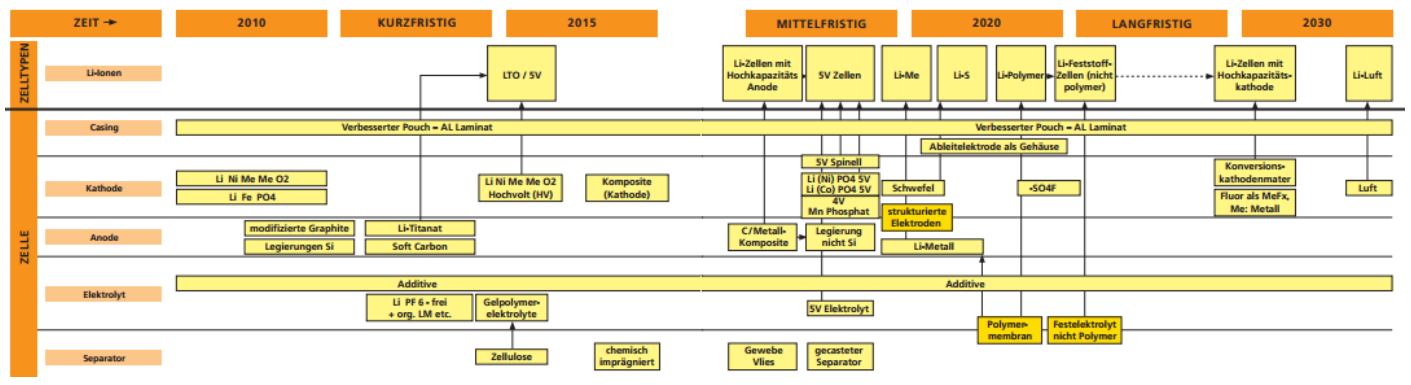 ZEIT → 2010 KURZFRISTIG 2015 MITTELFRISTIG 2020 LANGFRISTIG 2030
ZELLTYPEN
Li-Ionen
LTO / 5V
Li-Zellen mit
Hochkapazitäts
Anode
5V Zellen
Li-Me
Li-S
Li-Polymer
Li-Feststoff-
Zellen (nicht
polymer)
Li-Zellen mit
Hochkapazitäts-
kathode
Li-Luft
ZELLE
Casing
Verbesserter Pouch = AL Laminat
Verbesserter Pouch = AL Laminat
Ableitelektrode als Gehäuse
Kathode
Li Ni Me Me O2
Li Fe PO4
Li Ni Me Me O2
Hochvolt (HV)
Komposite
(Kathode)
5V Spinell
Li (Ni) PO4 5V
Li (Co) PO4 5V
4V
Mn Phosphat
Schwefel
-SO4F
Konversions-
kathodenmater
Fluor als MeFx,
Me: Metall
Luft
strukturierte
Elektroden
Anode
modifizierte Graphite
Legierungen Si
Li-Titanat
Soft Carbon
C/Metall-
Komposite
Legierung
nicht Si
Li-Metall
Elektrolyt
Additive
Additive
Li PF 6 - frei
+ org. LM etc.
Gelpolymer-
elektrolyte
5V Elektrolyt
Polymer-
membran
Festelektrolyt
nicht Polymer
Separator
Zellulose
chemisch
imprägniert
Gewebe
Vlies
gecasteter
Separator